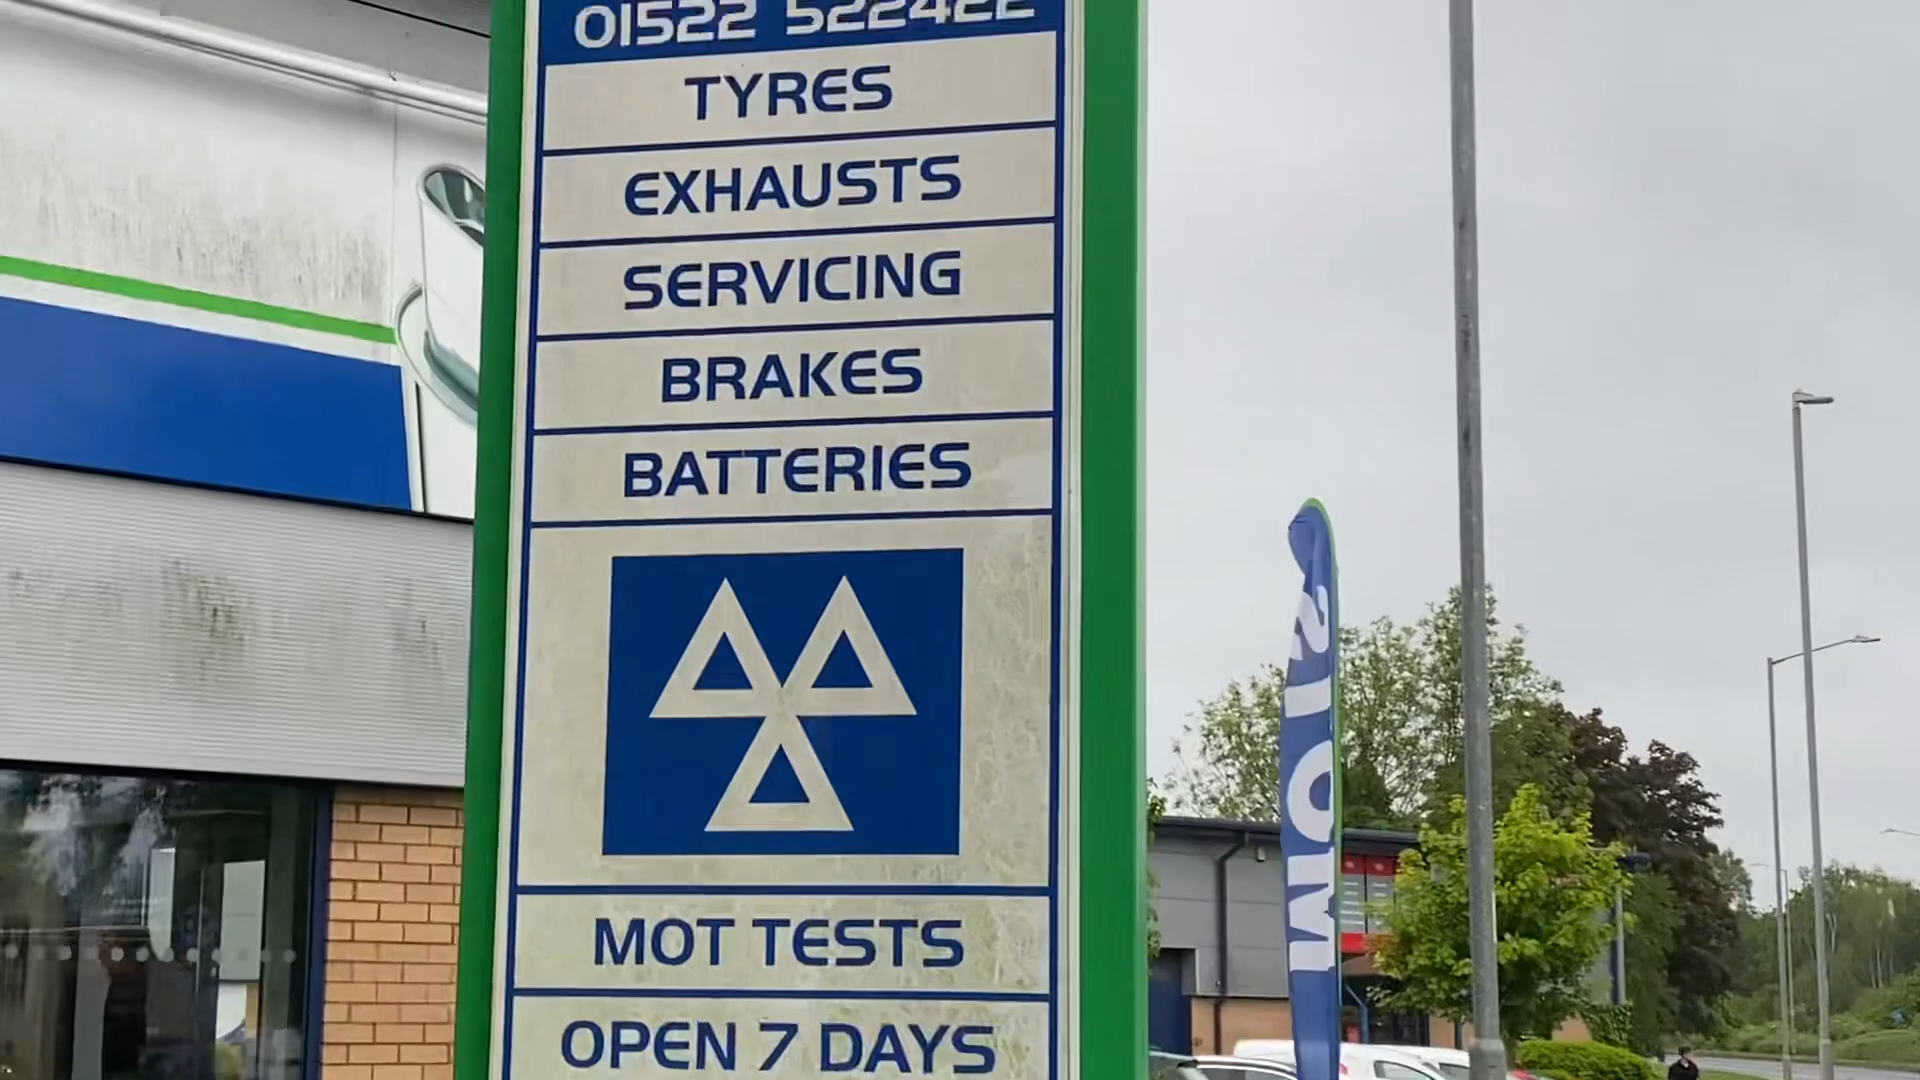 01522 522422
TYRES
EXHAUSTS
SERVICING
BRAKES
BATTERIES
MOT TESTS
OPEN 7 DAYS
MOT'S